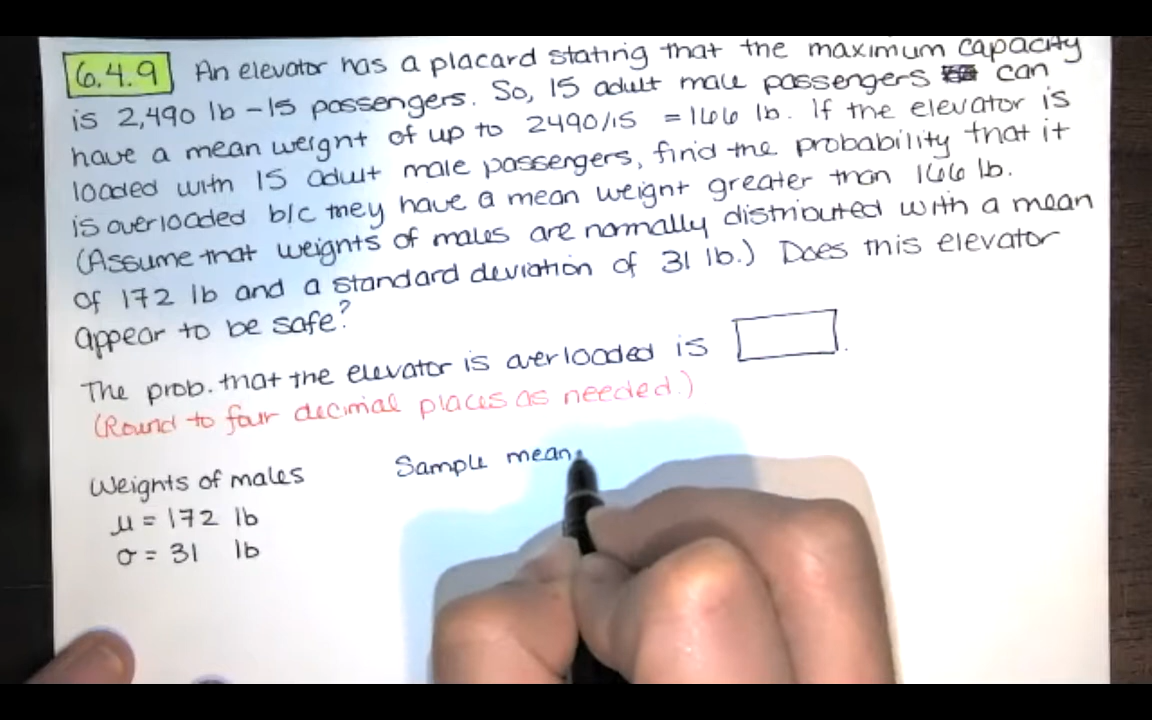 6.4.9 An elevator has a placard stating that the maximum capacity
is 2,490 lb - 15 passengers. So, 15 adult male passengers can
have a mean weight of up to 2490/15 = 166 lb. If the elevator is
loaded with 15 adult male passengers, find the probability that it
is overloaded b/c they have a mean weight greater than 166 lb.
(Assume that weights of males are normally distributed with a mean
of 172 lb and a standard deviation of 31 lb.) Does this elevator
appear to be safe?
The prob. that the elevator is overloaded is .
(Round to four decimal places as needed.)
Weights of males
μ = 172 lb
σ = 31 lb
Sample mean